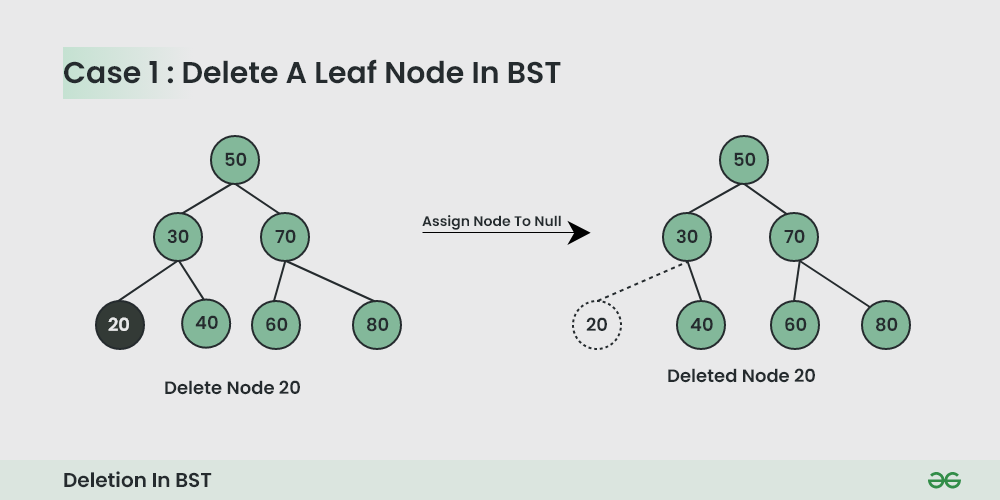 Case 1 : Delete A Leaf Node In BST
50
30
70
20
40
60
80
Delete Node 20
Assign Node To Null
50
30
70
20
40
60
80
Deleted Node 20
Deletion In BST